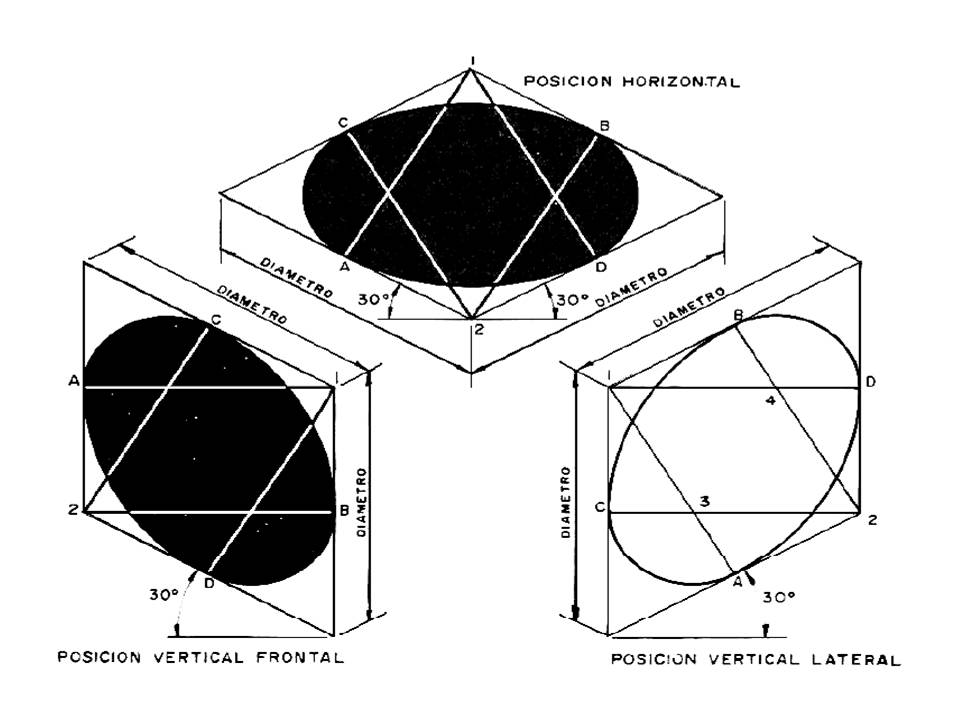 1
POSICION HORIZONTAL
C
B
A
D
DIAMETRO
30°
30°
DIAMETRO
2
DIAMETRO
C
A
1
2
B
DIAMETRO
D
30°
POSICION VERTICAL FRONTAL
DIAMETRO
B
1
D
4
DIAMETRO
C
3
2
A
30°
POSICION VERTICAL LATERAL